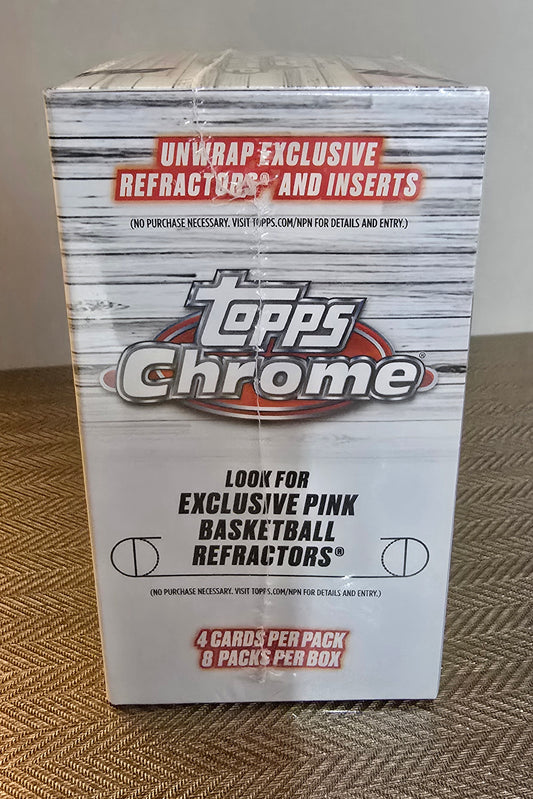 UNWRAP EXCLUSIVE
REFRACTORS® AND INSERTS
(NO PURCHASE NECESSARY. VISIT TOPPS.COM/NPN FOR DETAILS AND ENTRY.)
topps
Chrome®
LOOK FOR
EXCLUSIVE PINK
BASKETBALL
REFRACTORS®
(NO PURCHASE NECESSARY. VISIT TOPPS.COM/NPN FOR DETAILS AND ENTRY.)
4 CARDS PER PACK
8 PACKS PER BOX